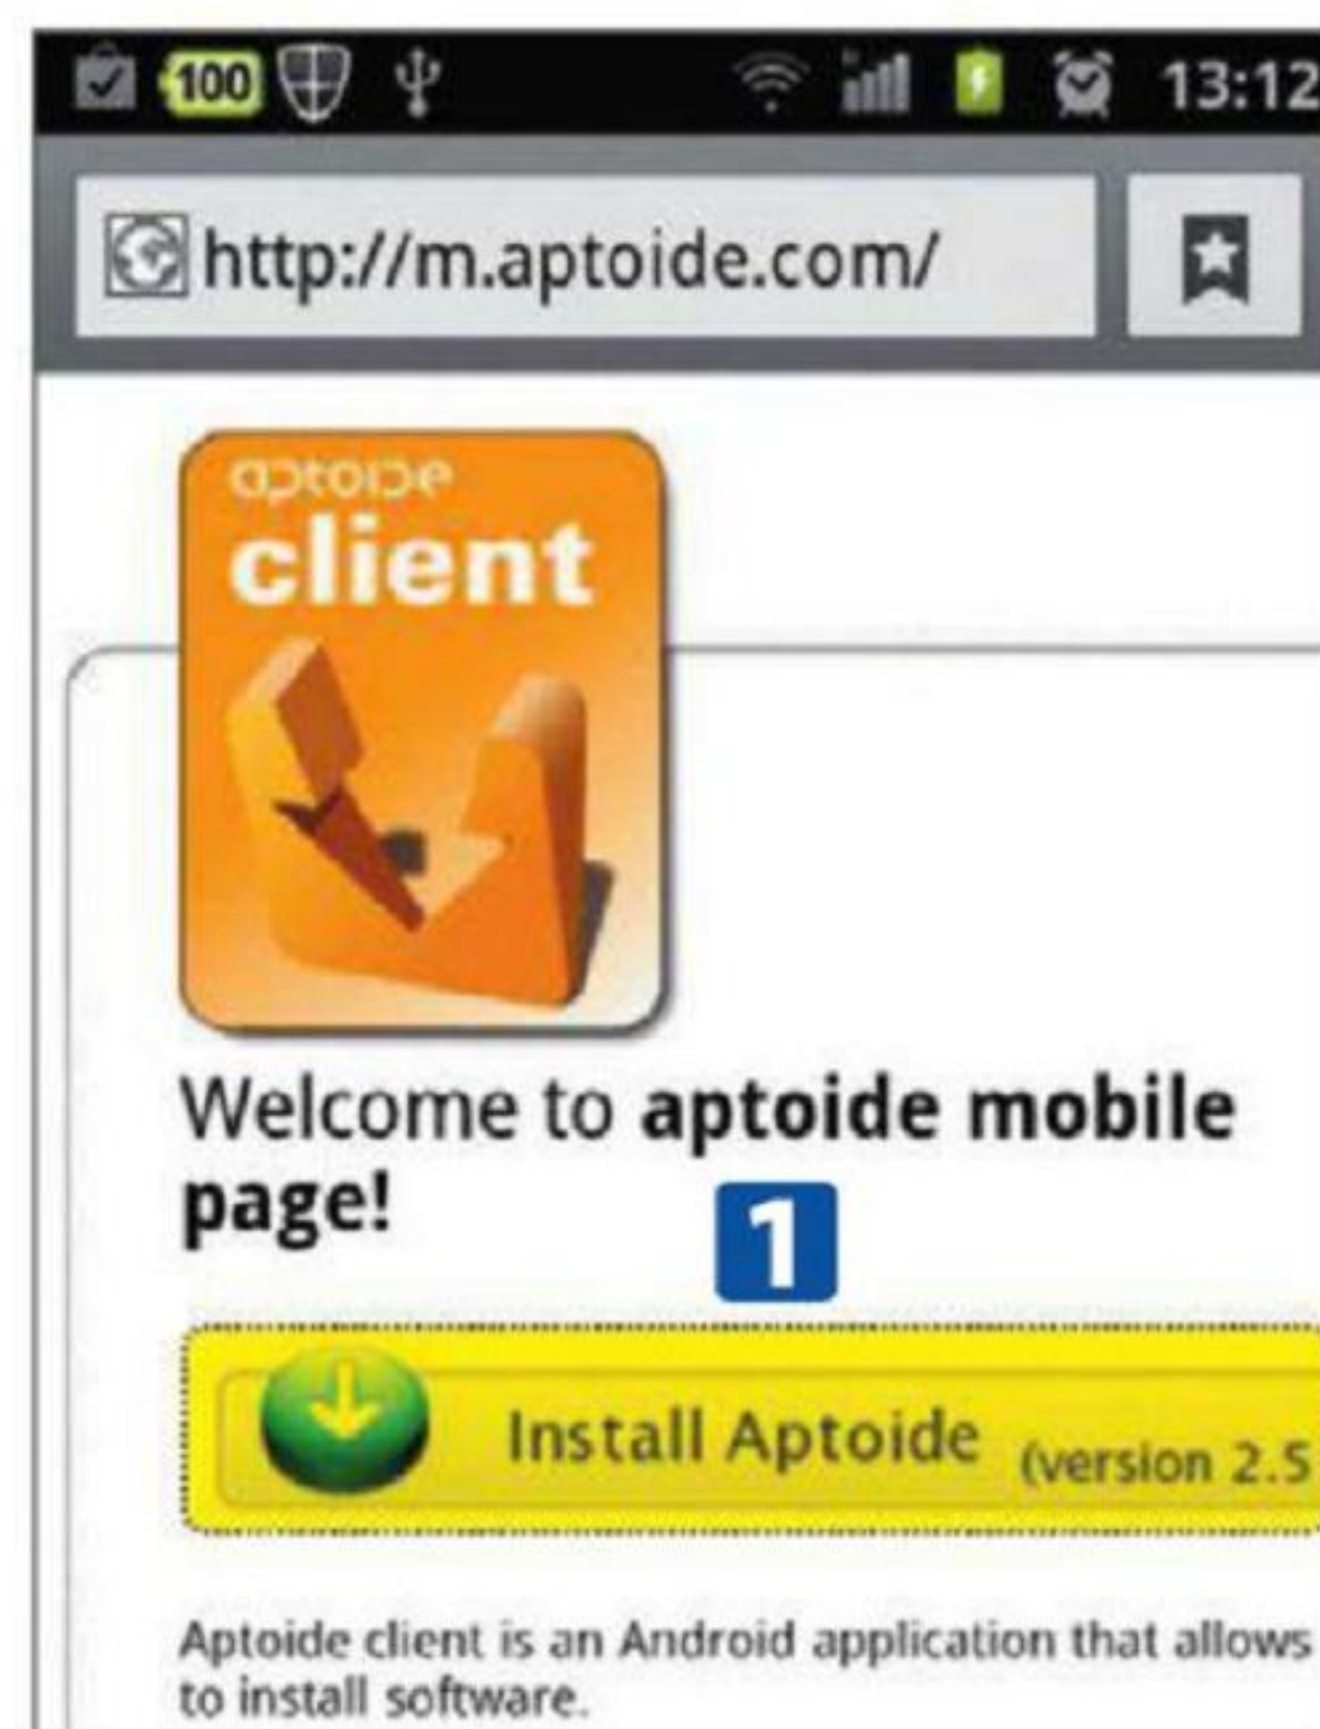 100
13:12
http://m.aptoide.com/
aptoide
client
Welcome to aptoide mobile
page!
1
Install Aptoide (version 2.5
Aptoide client is an Android application that allows
to install software.